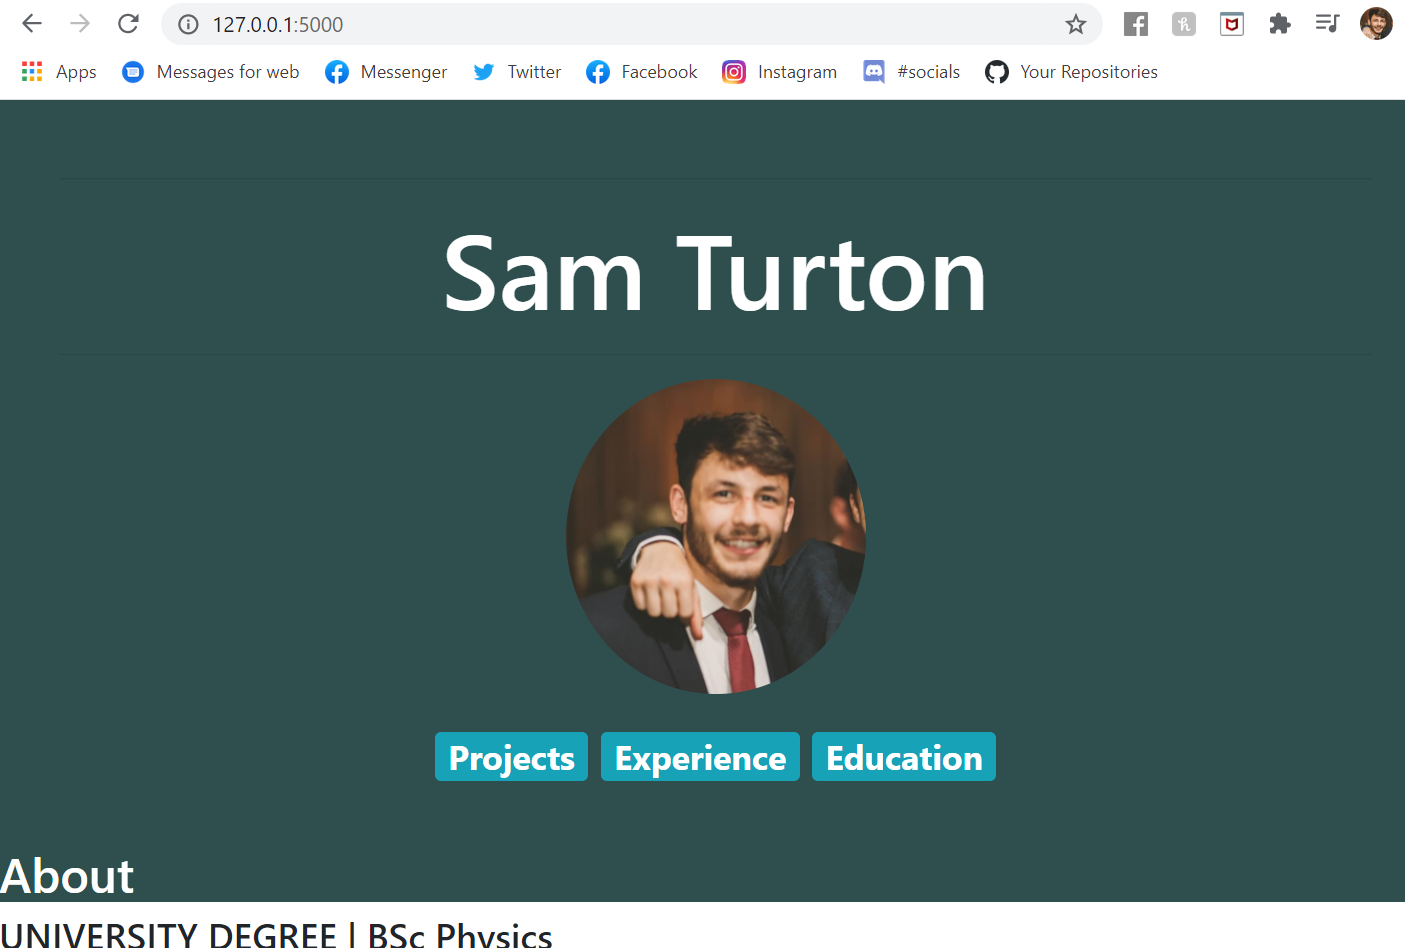 127.0.0.1:5000
Apps Messages for web Messenger Twitter Facebook Instagram #socials Your Repositories
Sam Turton
Projects Experience Education
About
UNIVERSITY DEGREE | BSc Physics